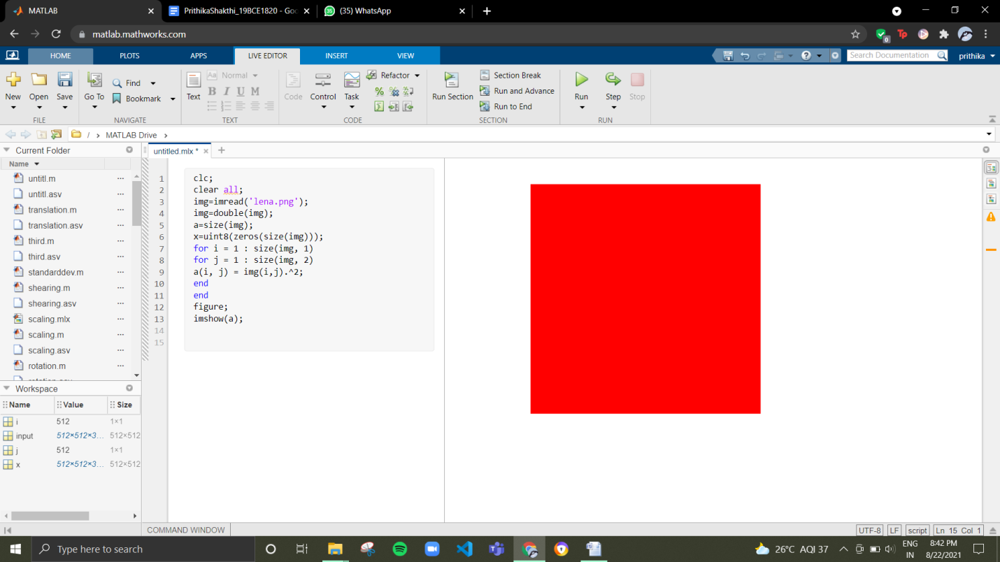 MATLAB
PrithikaShakthi_19BCE1820 - Goo
(35) WhatsApp
matlab.mathworks.com
HOME PLOTS APPS LIVE EDITOR INSERT VIEW
Search Documentation
prithika
New Open Save
FILE
Go To
Find
Bookmark
NAVIGATE
Text
Aa Normal
B I U M
TEXT
Code Control Task
Refactor
CODE
Run Section
Section Break
Run and Advance
Run to End
SECTION
Run Step Stop
RUN
/ › MATLAB Drive ›
Current Folder
Name
untitl.m
untitl.asv
translation.m
translation.asv
third.m
third.asv
standarddev.m
shearing.m
shearing.asv
scaling.mlx
scaling.m
scaling.asv
rotation.m
Workspace
Name Value Size
i 512 1×1
input 512×512×3... 512×512
j 512 1×1
x 512×512×3... 512×512
untitled.mlx *
1 clc;
2 clear all;
3 img=imread('lena.png');
4 img=double(img);
5 a=size(img);
6 x=uint8(zeros(size(img)));
7 for i = 1 : size(img, 1)
8 for j = 1 : size(img, 2)
9 a(i, j) = img(i,j).^2;
10 end
11 end
12 figure;
13 imshow(a);
14
15
COMMAND WINDOW
UTF-8 LF script Ln 15 Col 1
Type here to search
26°C AQI 37
ENG
IN
8:42 PM
8/22/2021